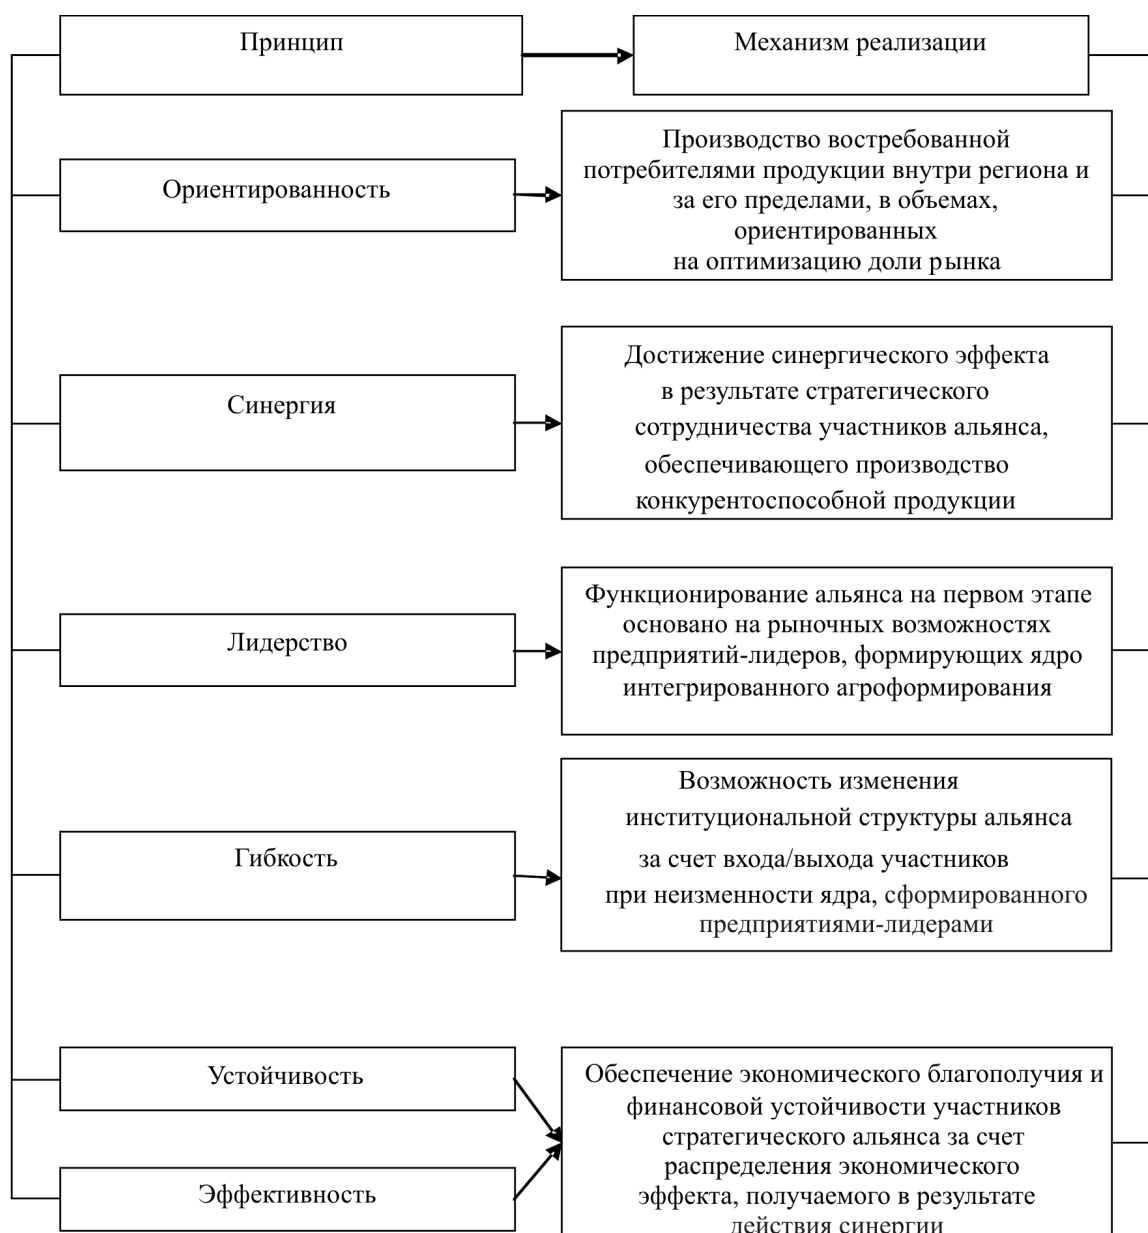 Принцип
Механизм реализации
Ориентированность
Производство востребованной
потребителями продукции внутри региона и
за его пределами, в объемах,
ориентированных
на оптимизацию доли рынка
Синергия
Достижение синергического эффекта
в результате стратегического
сотрудничества участников альянса,
обеспечивающего производство
конкурентоспособной продукции
Лидерство
Функционирование альянса на первом этапе
основано на рыночных возможностях
предприятий-лидеров, формирующих ядро
интегрированного агроформирования
Гибкость
Возможность изменения
институциональной структуры альянса
за счет входа/выхода участников
при неизменности ядра, сформированного
предприятиями-лидерами
Устойчивость
Эффективность
Обеспечение экономического благополучия и
финансовой устойчивости участников
стратегического альянса за счет
распределения экономического
эффекта, получаемого в результате
действия синергии